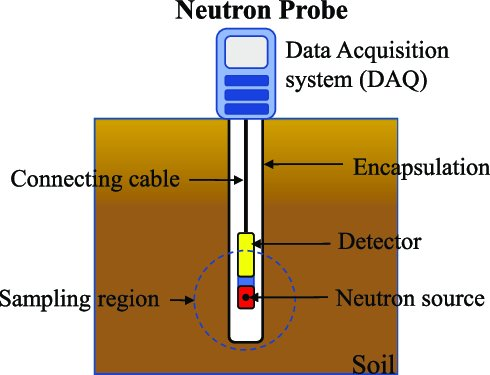 Neutron Probe
Data Acquisition
system (DAQ)
Encapsulation
Connecting cable
Detector
Sampling region
Neutron source
Soil